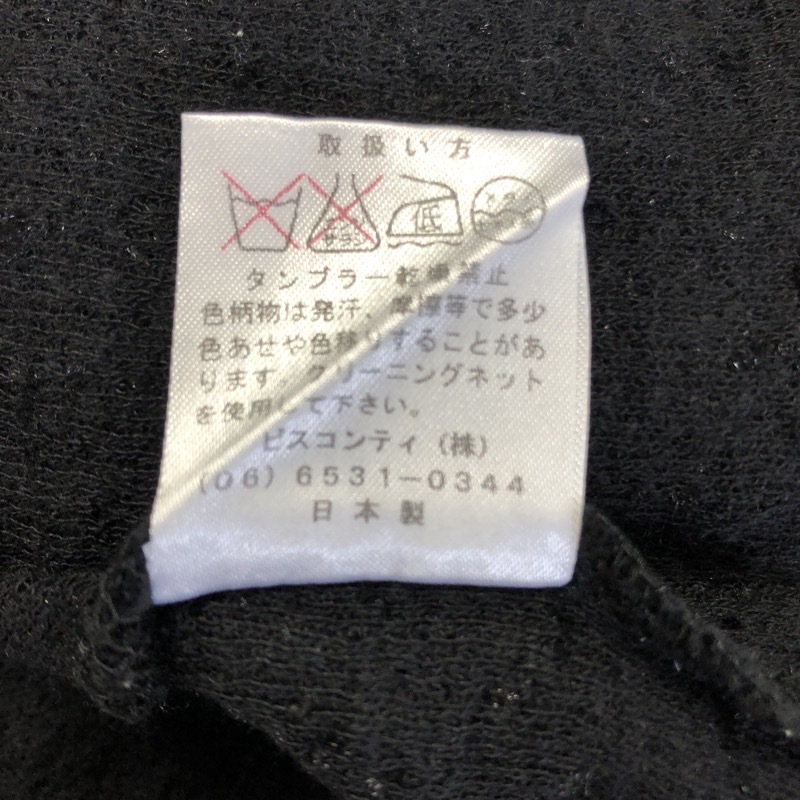 取扱い方
低
タンブラー乾燥禁止
色柄物は発汗、摩擦等で多少
色あせや色移りすることがあ
ります。クリーニングネット
を使用して下さい。
ビスコンティ(株)
(06)6531-0344
日本製